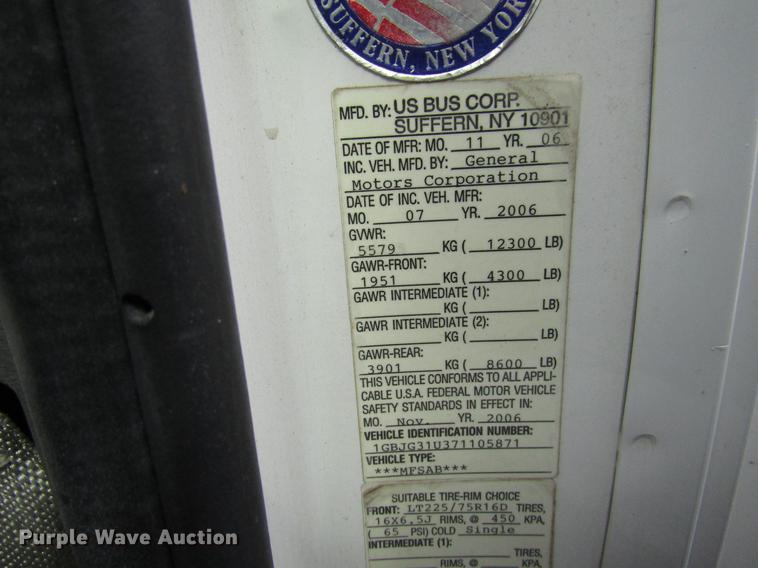 SUFFERN, NEW YORK
MFD. BY: US BUS CORP.
SUFFERN, NY 10901
DATE OF MFR: MO. 11 YR. 06
INC. VEH. MFD BY: General
Motors Corporation
DATE OF INC. VEH. MFR:
MO. 07 YR. 2006
GVWR:
5579 KG ( 12300 LB)
GAWR-FRONT:
1951 KG ( 4300 LB)
GAWR INTERMEDIATE (1):
KG ( LB)
GAWR INTERMEDIATE (2):
KG ( LB)
GAWR-REAR:
3901 KG ( 8600 LB)
THIS VEHICLE CONFORMS TO ALL APPLI-
CABLE U.S.A. FEDERAL MOTOR VEHICLE
SAFETY STANDARDS IN EFFECT IN:
MO. Nov. YR. 2006
VEHICLE IDENTIFICATION NUMBER:
1GBJG31U371105871
VEHICLE TYPE:
***MFSAB***
SUITABLE TIRE-RIM CHOICE
FRONT: LT225/75R16D TIRES,
16X6.5J RIMS, @ 450 KPA,
( 65 PSI) COLD Single
INTERMEDIATE (1):
TIRES,
RIMS, @ KPA,
Purple Wave Auction